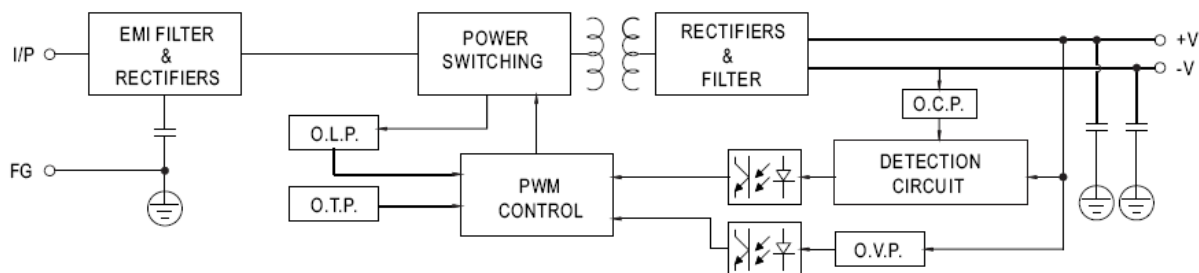 I/P
EMI FILTER
&
RECTIFIERS
POWER
SWITCHING
RECTIFIERS
&
FILTER
+V
-V
O.C.P.
O.L.P.
FG
PWM
CONTROL
DETECTION
CIRCUIT
O.T.P.
O.V.P.